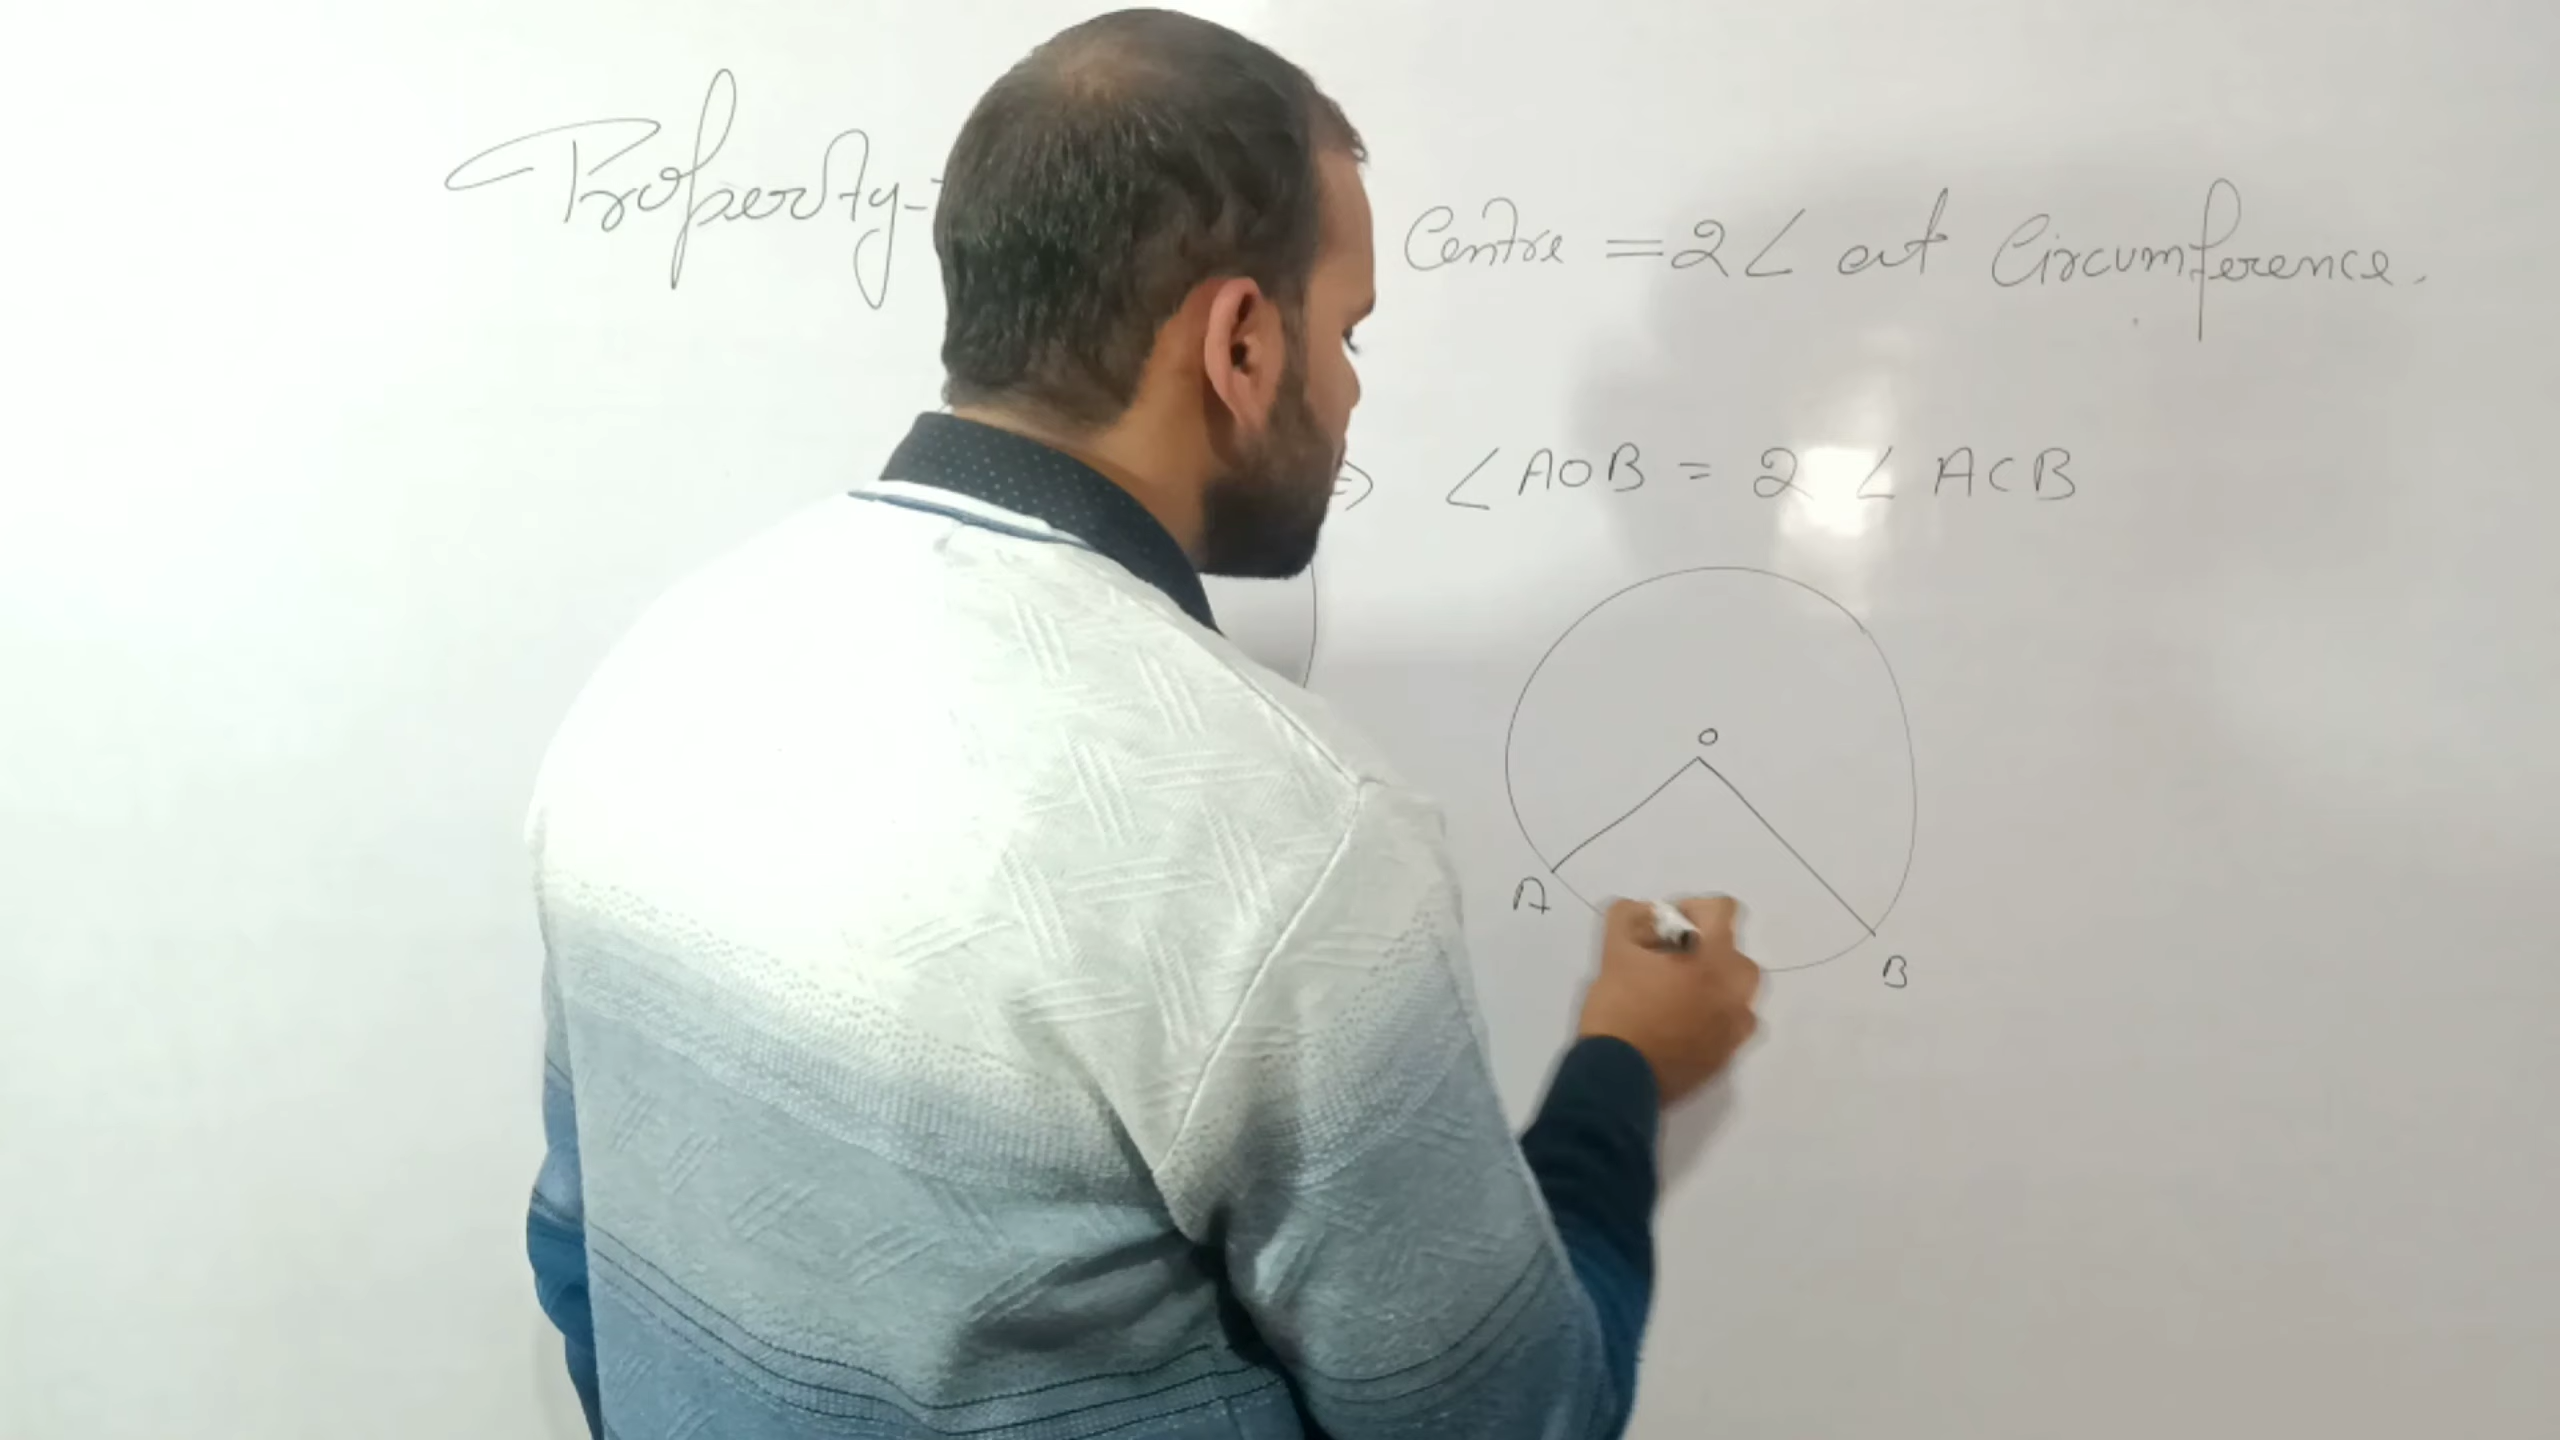 Property- Centre = 2∠ at Circumference.
⇒ ∠AOB = 2 ∠ACB
O
A
B